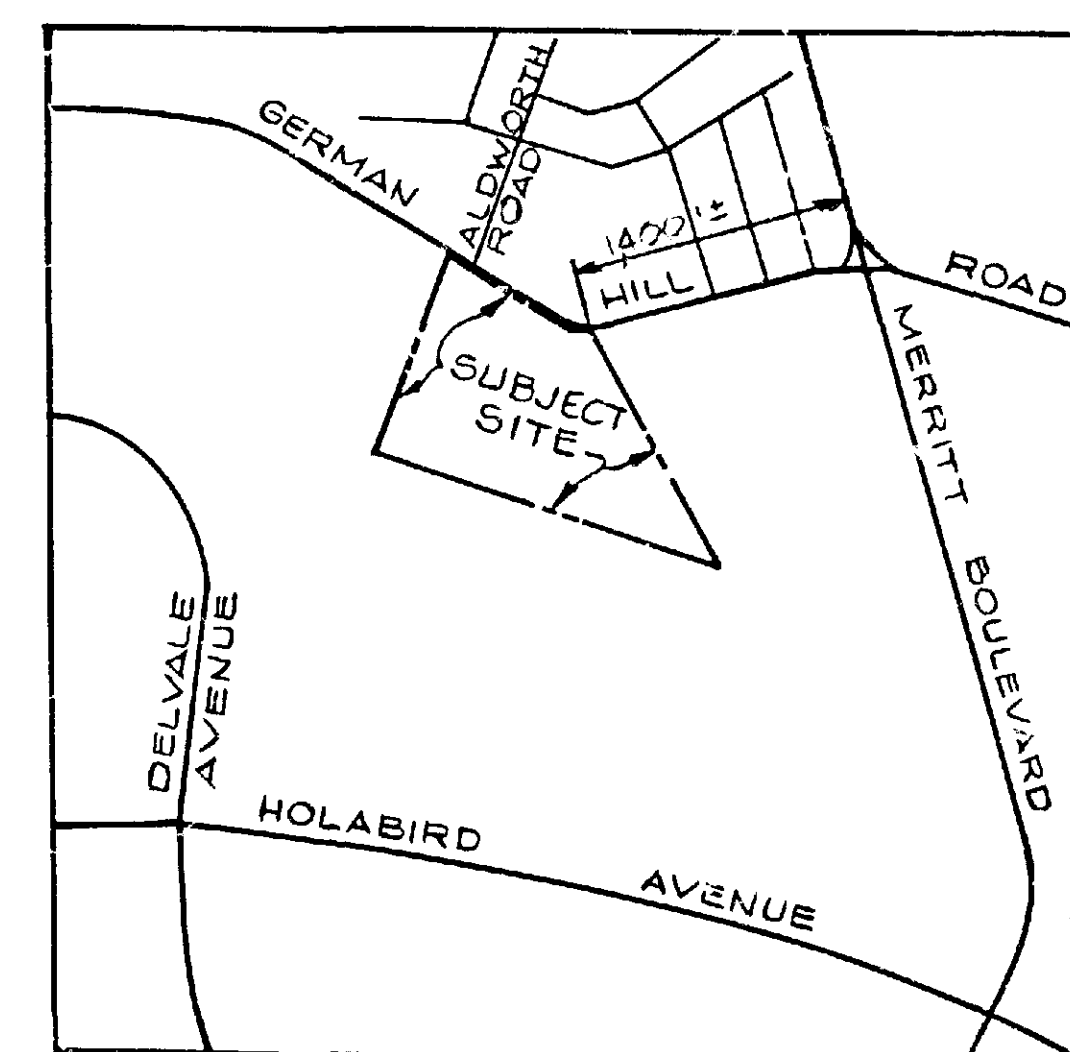 GERMAN
ALDWORTH
ROAD
1400'±
HILL
ROAD
SUBJECT
SITE
MERRITT
BOULEVARD
DELVALE
AVENUE
HOLABIRD
AVENUE